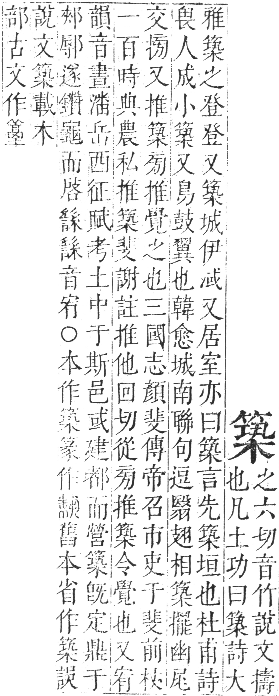 築之六切音竹說文擣
也凡土功曰築詩大
雅築之登登又築城伊淢又居室亦曰築言先築垣也杜甫詩
畏人成小築又鳥鼓翼也韓愈城南聯句逗翳翅相築擺幽尾
交搒又推築旁推覺之也三國志顏斐傳帝召市吏于斐前杖
一百時典農私推築斐謝註推他回切從旁推築令覺也又宥
韻音晝潘岳西征賦考土中于斯邑或建都而營築旣定鼎于
郟鄏遂鑽龜而啓繇繇音宥○本作築篆作舊本省作築誤
說文築載木
部古文作